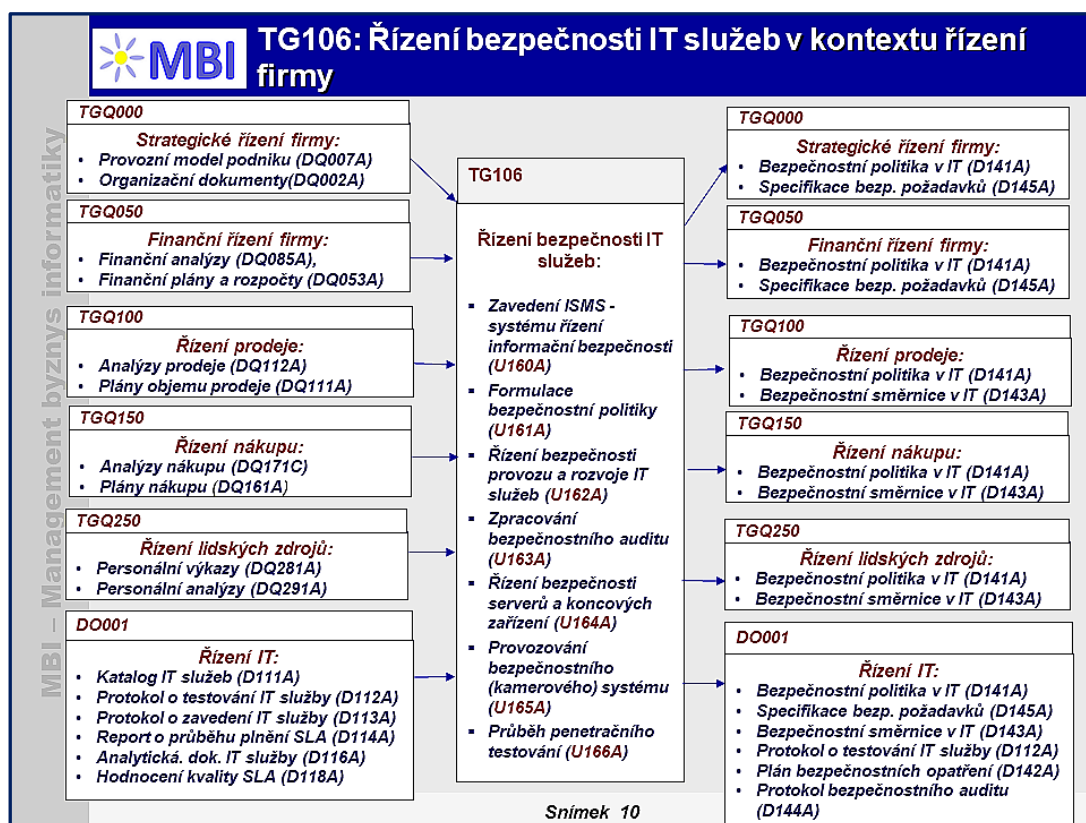 MBI
TG106: Řízení bezpečnosti IT služeb v kontextu řízení
firmy
MBI – Management byznys informatiky
TGQ000
Strategické řízení firmy:
• Provozní model podniku (DQ007A)
• Organizační dokumenty(DQ002A)
TGQ050
Finanční řízení firmy:
• Finanční analýzy (DQ085A),
• Finanční plány a rozpočty (DQ053A)
TGQ100
Řízení prodeje:
• Analýzy prodeje (DQ112A)
• Plány objemu prodeje (DQ111A)
TGQ150
Řízení nákupu:
• Analýzy nákupu (DQ171C)
• Plány nákupu (DQ161A)
TGQ250
Řízení lidských zdrojů:
• Personální výkazy (DQ281A)
• Personální analýzy (DQ291A)
DO001
Řízení IT:
• Katalog IT služeb (D111A)
• Protokol o testování IT služby (D112A)
• Protokol o zavedení IT služby (D113A)
• Report o průběhu plnění SLA (D114A)
• Analytická. dok. IT služby (D116A)
• Hodnocení kvality SLA (D118A)
TG106
Řízení bezpečnosti IT
služeb:
▪ Zavedení ISMS -
systému řízení
informační bezpečnosti
(U160A)
▪ Formulace
bezpečnostní politiky
(U161A)
▪ Řízení bezpečnosti
provozu a rozvoje IT
služeb (U162A)
▪ Zpracování
bezpečnostního auditu
(U163A)
▪ Řízení bezpečnosti
serverů a koncových
zařízení (U164A)
▪ Provozování
bezpečnostního
(kamerového) systému
(U165A)
▪ Průběh penetračního
testování (U166A)
TGQ000
Strategické řízení firmy:
• Bezpečnostní politika v IT (D141A)
• Specifikace bezp. požadavků (D145A)
TGQ050
Finanční řízení firmy:
• Bezpečnostní politika v IT (D141A)
• Specifikace bezp. požadavků (D145A)
TGQ100
Řízení prodeje:
• Bezpečnostní politika v IT (D141A)
• Bezpečnostní směrnice v IT (D143A)
TGQ150
Řízení nákupu:
• Bezpečnostní politika v IT (D141A)
• Bezpečnostní směrnice v IT (D143A)
TGQ250
Řízení lidských zdrojů:
• Bezpečnostní politika v IT (D141A)
• Bezpečnostní směrnice v IT (D143A)
DO001
Řízení IT:
• Bezpečnostní politika v IT (D141A)
• Specifikace bezp. požadavků (D145A)
• Bezpečnostní směrnice v IT (D143A)
• Protokol o testování IT služby (D112A)
• Plán bezpečnostních opatření (D142A)
• Protokol bezpečnostního auditu
(D144A)
Snímek 10